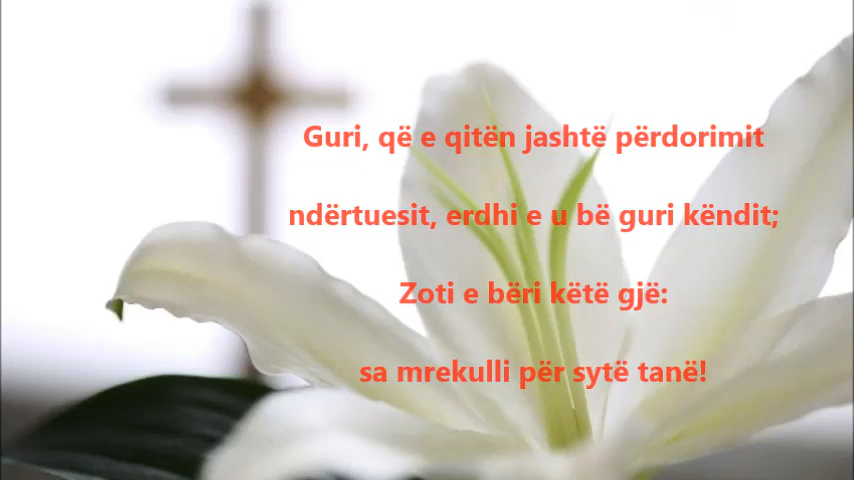 Guri, që e qitën jashtë përdorimit
ndërtuesit, erdhi e u bë guri këndit;
Zoti e bëri këtë gjë:
sa mrekulli për sytë tanë!